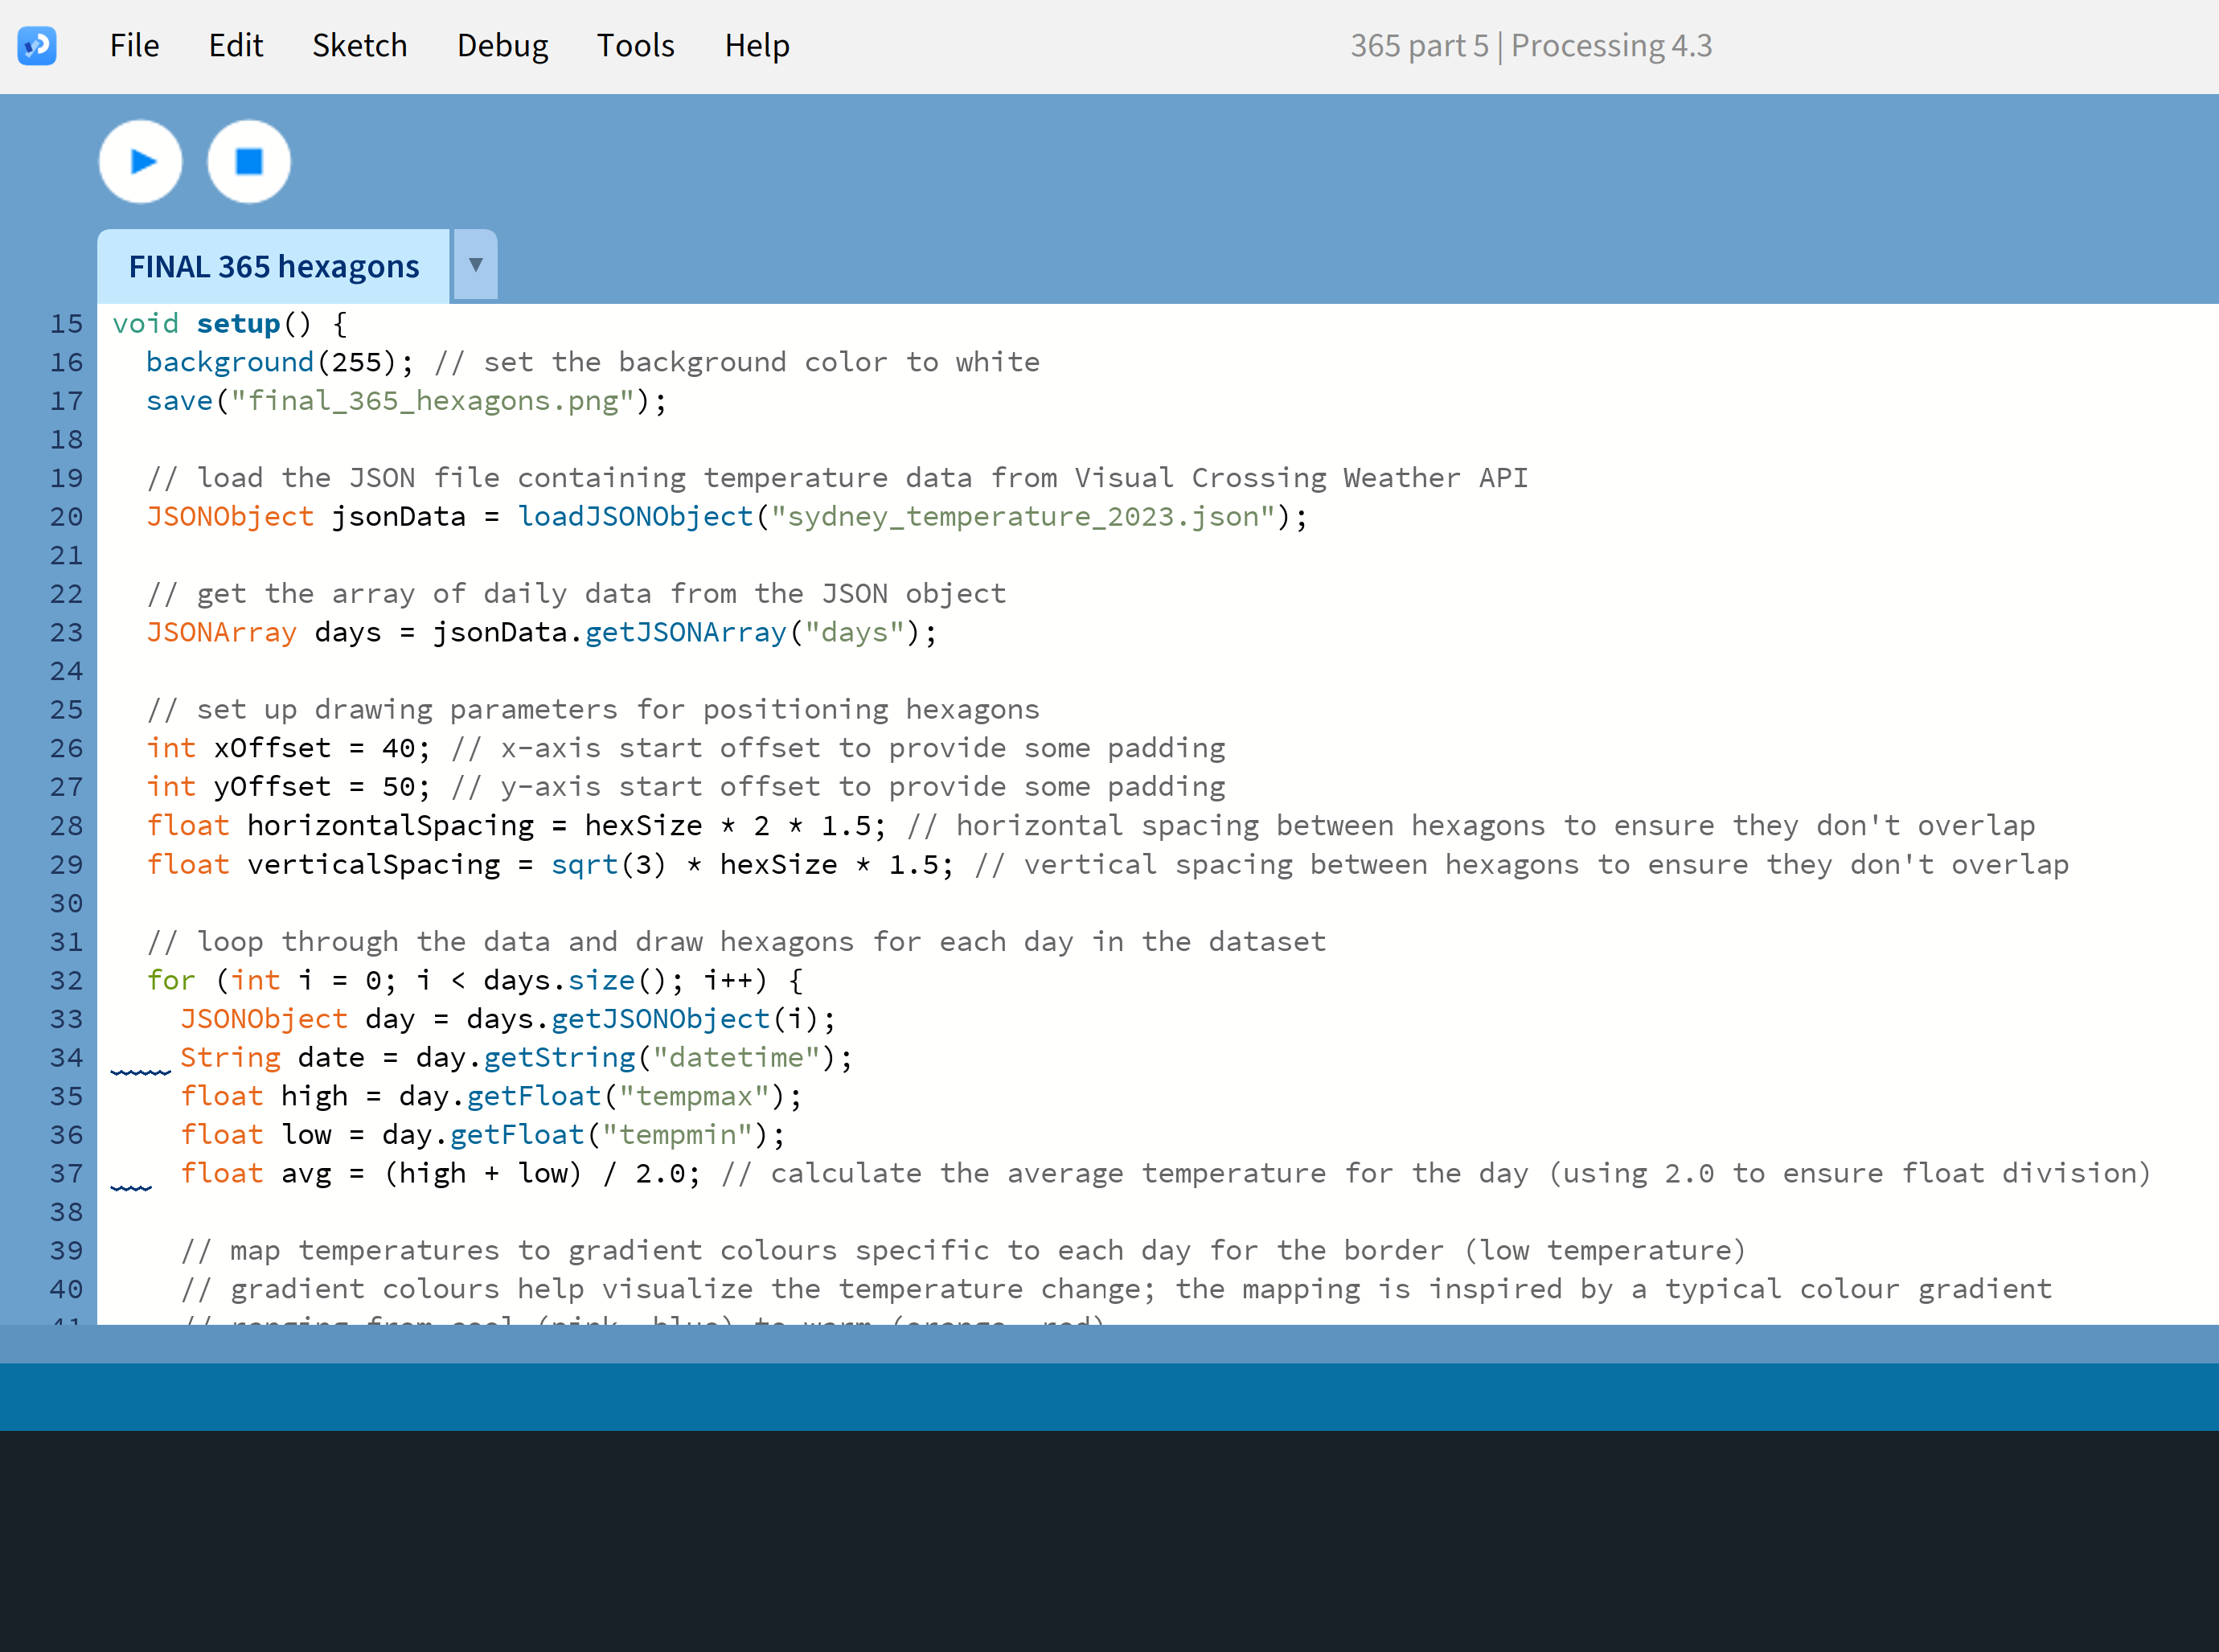 File Edit Sketch Debug Tools Help 365 part 5 | Processing 4.3
FINAL 365 hexagons ▼
15 void setup() {
16   background(255); // set the background color to white
17   save("final_365_hexagons.png");
18
19   // load the JSON file containing temperature data from Visual Crossing Weather API
20   JSONObject jsonData = loadJSONObject("sydney_temperature_2023.json");
21
22   // get the array of daily data from the JSON object
23   JSONArray days = jsonData.getJSONArray("days");
24
25   // set up drawing parameters for positioning hexagons
26   int xOffset = 40; // x-axis start offset to provide some padding
27   int yOffset = 50; // y-axis start offset to provide some padding
28   float horizontalSpacing = hexSize * 2 * 1.5; // horizontal spacing between hexagons to ensure they don't overlap
29   float verticalSpacing = sqrt(3) * hexSize * 1.5; // vertical spacing between hexagons to ensure they don't overlap
30
31   // loop through the data and draw hexagons for each day in the dataset
32   for (int i = 0; i < days.size(); i++) {
33     JSONObject day = days.getJSONObject(i);
34     String date = day.getString("datetime");
35     float high = day.getFloat("tempmax");
36     float low = day.getFloat("tempmin");
37     float avg = (high + low) / 2.0; // calculate the average temperature for the day (using 2.0 to ensure float division)
38
39     // map temperatures to gradient colours specific to each day for the border (low temperature)
40     // gradient colours help visualize the temperature change; the mapping is inspired by a typical colour gradient
41     // ranging from cool (pink, blue) to warm (orange, red)